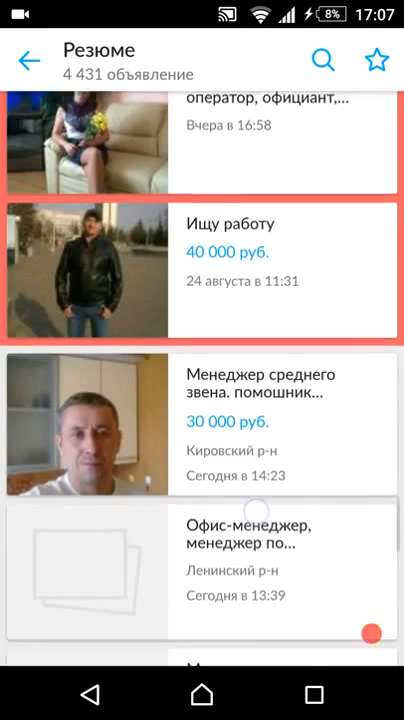 8%
17:07
Резюме
4 431 объявление
оператор, официант,...
Вчера в 16:58
Ищу работу
40 000 руб.
24 августа в 11:31
Менеджер среднего
звена. помошник...
30 000 руб.
Кировский р-н
Сегодня в 14:23
Офис-менеджер,
менеджер по...
Ленинский р-н
Сегодня в 13:39